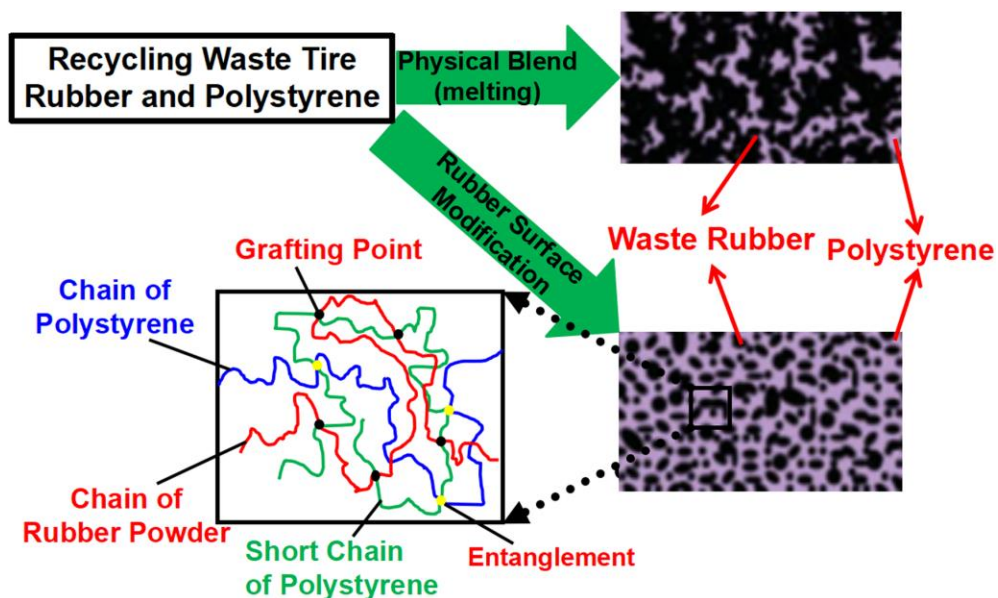 Recycling Waste Tire
Rubber and Polystyrene
Physical Blend
(melting)
Rubber Surface
Modification
Waste Rubber
Polystyrene
Grafting Point
Chain of
Polystyrene
Chain of
Rubber Powder
Short Chain
of Polystyrene
Entanglement